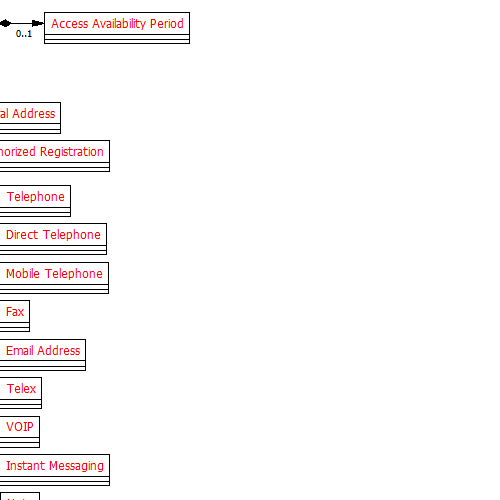 Access Availability Period
0..1
al Address
horized Registration
Telephone
Direct Telephone
Mobile Telephone
Fax
Email Address
Telex
VOIP
Instant Messaging